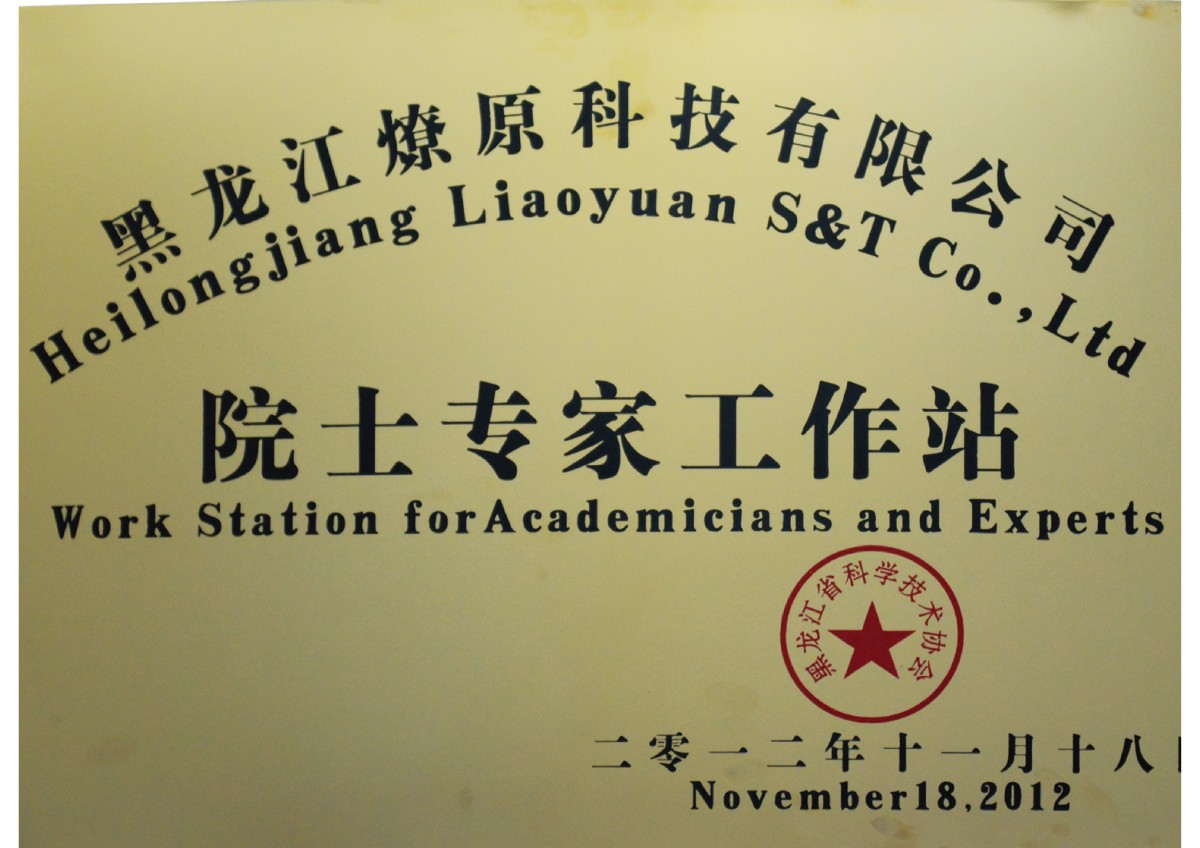 黑龙江燎原科技有限公司
Heilongjiang Liaoyuan S&T Co.,Ltd
院士专家工作站
Work Station forAcademicians and Experts
黑龙江省科学技术协会
二零一二年十一月十八
November18,2012